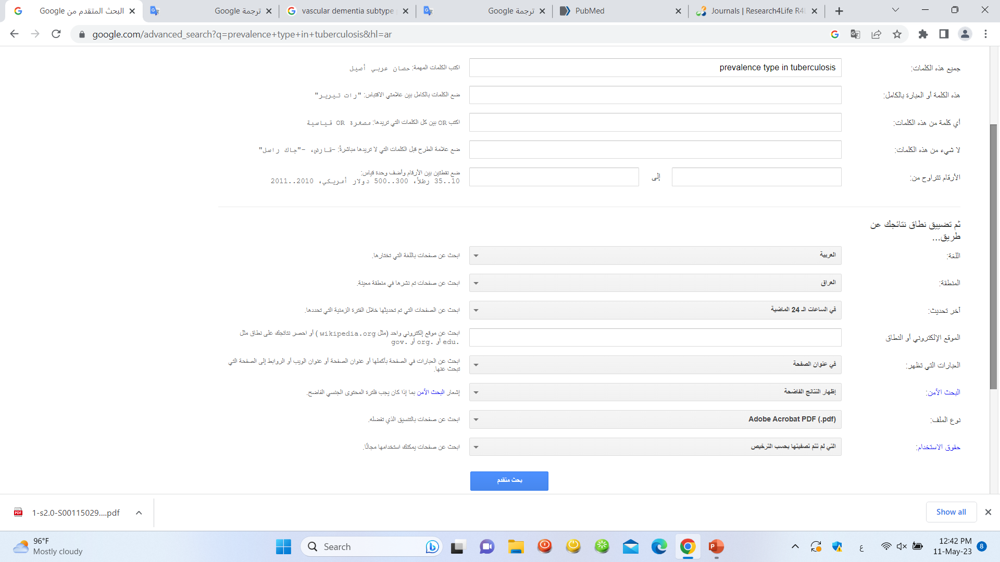 البحث المتقدم من Google
ترجمة Google
vascular dementia subtype
ترجمة Google
PubMed
Journals | Research4Life R4
google.com/advanced_search?q=prevalence+type+in+tuberculosis&hl=ar
جميع هذه الكلمات:
prevalence type in tuberculosis
اكتب الكلمات المهمة: حصان عربي أصيل
هذه الكلمة أو العبارة بالكامل:
ضع الكلمات بالكامل بين علامتي الاقتباس: "رات تيرير"
أي كلمة من هذه الكلمات:
اكتب OR بين كل الكلمات التي تريدها: مصغرة OR قياسية
لا شيء من هذه الكلمات:
ضع علامة الطرح قبل الكلمات التي لا تريدها مباشرةً: -قارض، -"جاك راسل"
الأرقام تتراوح من:
إلى
ضع نقطتين بين الأرقام وأضف وحدة قياس:
10..35 رطلاً، 300..500 دولار أمريكي، 2010..2011
ثم تضييق نطاق نتائجك عن
طريق...
اللغة:
العربية
ابحث عن صفحات باللغة التي تختارها.
المنطقة:
العراق
ابحث عن صفحات تم نشرها في منطقة معينة.
آخر تحديث:
في الساعات الـ 24 الماضية
ابحث عن الصفحات التي تم تحديثها خلال الفترة الزمنية التي تحددها.
الموقع الإلكتروني أو النطاق
ابحث عن موقع إلكتروني واحد (مثل wikipedia.org ) أو احصر نتائجك على نطاق مثل
.edu أو .org أو .gov
العبارات التي تظهر:
في عنوان الصفحة
ابحث عن العبارات في الصفحة بأكملها أو عنوان الصفحة أو عنوان الويب أو الروابط إلى الصفحة التي
تبحث عنها.
البحث الآمن:
إظهار النتائج الفاضحة
إشعار البحث الآمن بما إذا كان يجب فلترة المحتوى الجنسي الفاضح.
نوع الملف:
Adobe Acrobat PDF (.pdf)
ابحث عن صفحات بالتنسيق الذي تفضله.
حقوق الاستخدام:
التي لم تتم تصفيتها بحسب الترخيص
ابحث عن صفحات يمكنك استخدامها مجانًا.
بحث متقدم
1-s2.0-S00115029....pdf
Show all
96°F
Mostly cloudy
Search
ع
12:42 PM
11-May-23
8